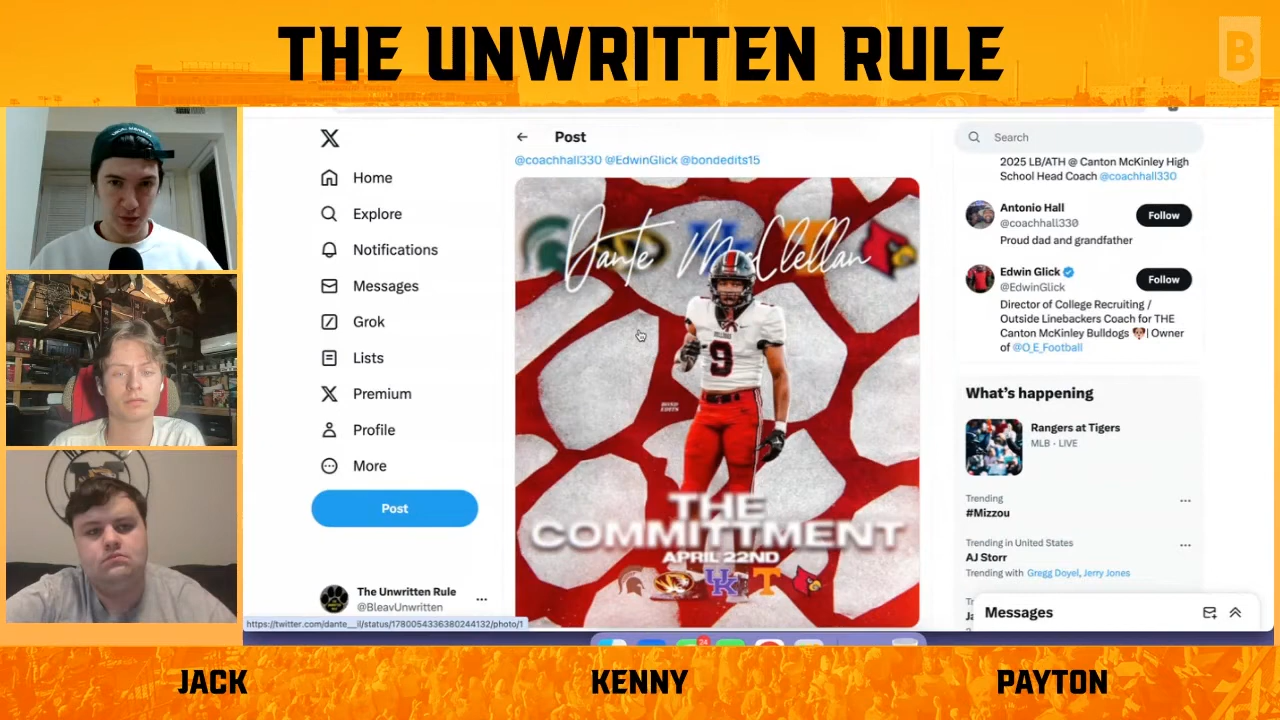 THE UNWRITTEN RULE
B
Home
Explore
Notifications
Messages
Grok
Lists
Premium
Profile
More
Post
The Unwritten Rule
@BleavUnwritten
https://twitter.com/dante__il/status/1780054336380244132/photo/1
Post
@coachhall330 @EdwinGlick @bondedits15
Dante McClellan
BULLDOGS
9
THE
COMMITTMENT
APRIL 22ND
Search
2025 LB/ATH @ Canton McKinley High
School Head Coach @coachhall330
Antonio Hall
@coachhall330
Follow
Proud dad and grandfather
Edwin Glick
@EdwinGlick
Follow
Director of College Recruiting /
Outside Linebackers Coach for THE
Canton McKinley Bulldogs | Owner
of @O_E_Football
What's happening
Rangers at Tigers
MLB · LIVE
Trending
#Mizzou
Trending in United States
AJ Storr
Trending with Gregg Doyel, Jerry Jones
Messages
24
JACK
KENNY
PAYTON